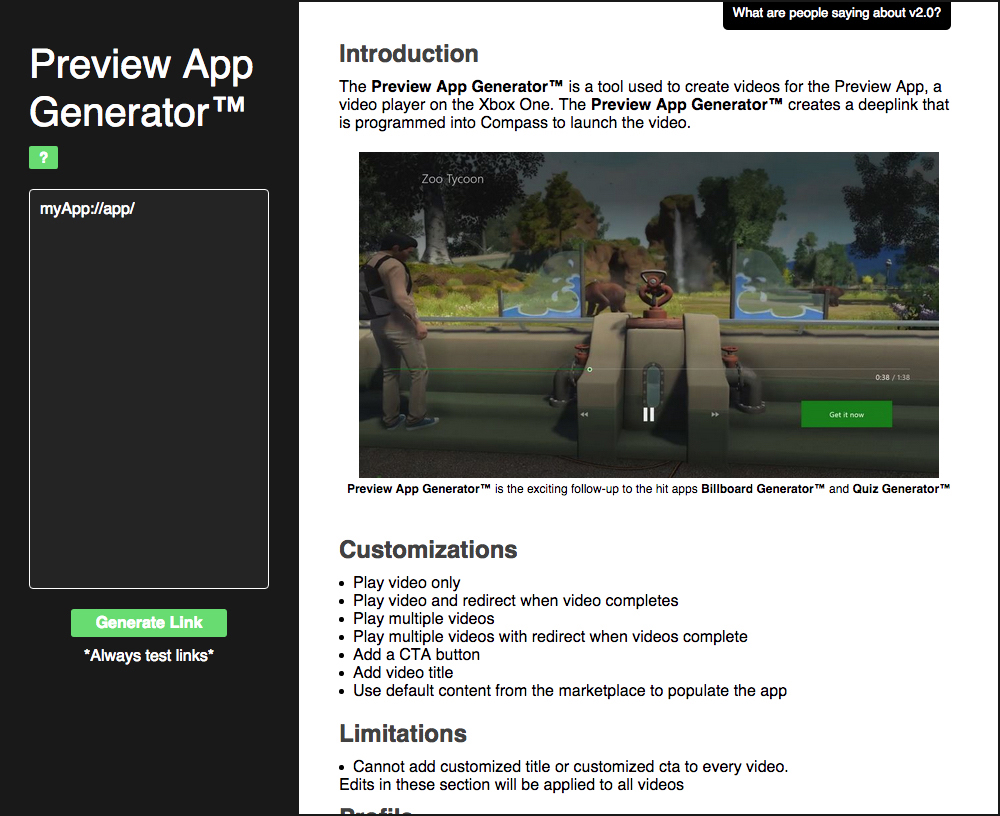 Preview App
Generator™
?
myApp://app/
Generate Link
*Always test links*
What are people saying about v2.0?
Introduction
The Preview App Generator™ is a tool used to create videos for the Preview App, a
video player on the Xbox One. The Preview App Generator™ creates a deeplink that
is programmed into Compass to launch the video.
Zoo Tycoon
0:38 / 1:38
Get it now
Preview App Generator™ is the exciting follow-up to the hit apps Billboard Generator™ and Quiz Generator™
Customizations
• Play video only
• Play video and redirect when video completes
• Play multiple videos
• Play multiple videos with redirect when videos complete
• Add a CTA button
• Add video title
• Use default content from the marketplace to populate the app
Limitations
• Cannot add customized title or customized cta to every video.
Edits in these section will be applied to all videos
Profile